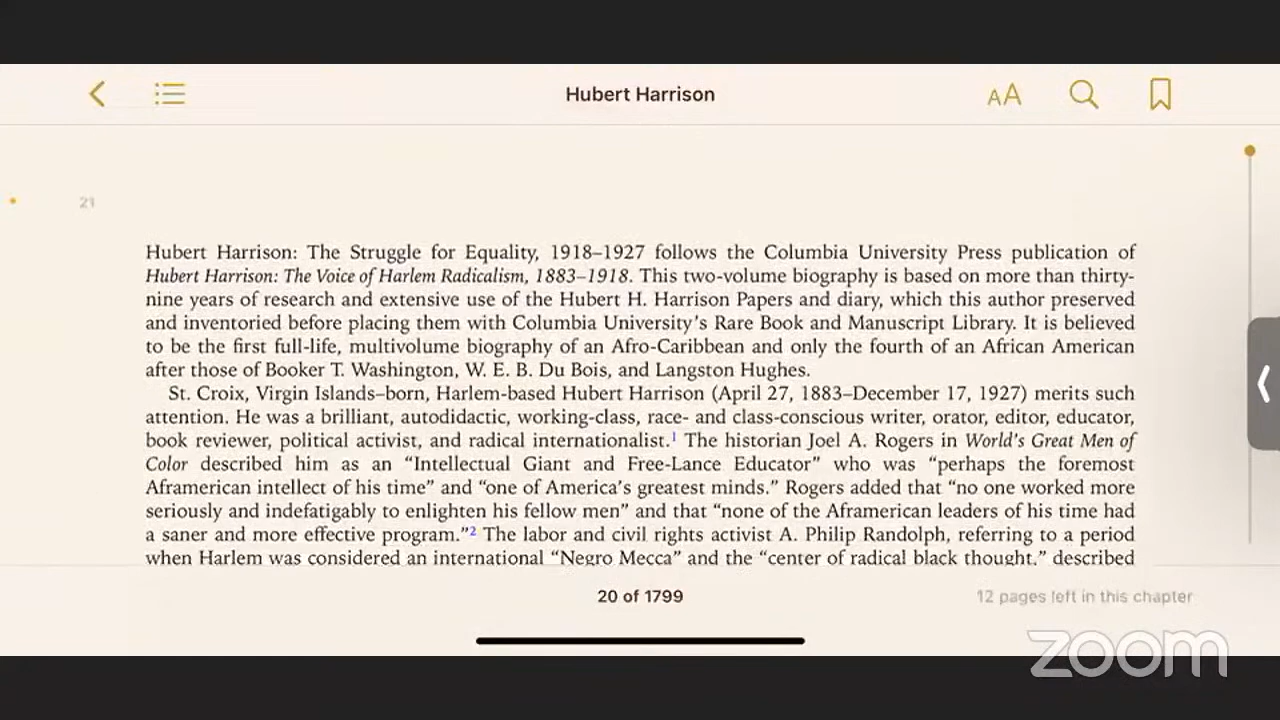 Hubert Harrison
21
Hubert Harrison: The Struggle for Equality, 1918–1927 follows the Columbia University Press publication of
Hubert Harrison: The Voice of Harlem Radicalism, 1883–1918. This two-volume biography is based on more than thirty-
nine years of research and extensive use of the Hubert H. Harrison Papers and diary, which this author preserved
and inventoried before placing them with Columbia University’s Rare Book and Manuscript Library. It is believed
to be the first full-life, multivolume biography of an Afro-Caribbean and only the fourth of an African American
after those of Booker T. Washington, W. E. B. Du Bois, and Langston Hughes.
St. Croix, Virgin Islands–born, Harlem-based Hubert Harrison (April 27, 1883–December 17, 1927) merits such
attention. He was a brilliant, autodidactic, working-class, race- and class-conscious writer, orator, editor, educator,
book reviewer, political activist, and radical internationalist.1 The historian Joel A. Rogers in World’s Great Men of
Color described him as an “Intellectual Giant and Free-Lance Educator” who was “perhaps the foremost
Aframerican intellect of his time” and “one of America’s greatest minds.” Rogers added that “no one worked more
seriously and indefatigably to enlighten his fellow men” and that “none of the Aframerican leaders of his time had
a saner and more effective program.”2 The labor and civil rights activist A. Philip Randolph, referring to a period
when Harlem was considered an international “Negro Mecca” and the “center of radical black thought,” described
20 of 1799
12 pages left in this chapter
zoom
AA